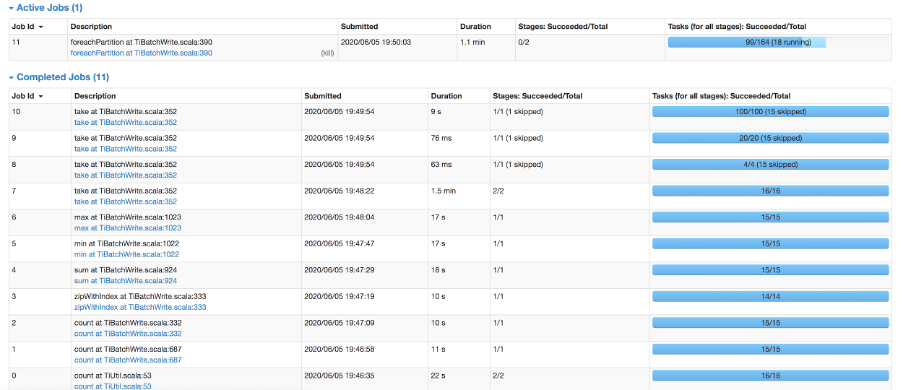 Active Jobs (1)
Job Id Description Submitted Duration Stages: Succeeded/Total Tasks (for all stages): Succeeded/Total
11 foreachPartition at TiBatchWrite.scala:390 2020/06/05 19:50:03 1.1 min 0/2 99/164 (18 running)
foreachPartition at TiBatchWrite.scala:390 (kill)
Completed Jobs (11)
Job Id Description Submitted Duration Stages: Succeeded/Total Tasks (for all stages): Succeeded/Total
10 take at TiBatchWrite.scala:352 2020/06/05 19:49:54 9 s 1/1 (1 skipped) 100/100 (15 skipped)
take at TiBatchWrite.scala:352
9 take at TiBatchWrite.scala:352 2020/06/05 19:49:54 76 ms 1/1 (1 skipped) 20/20 (15 skipped)
take at TiBatchWrite.scala:352
8 take at TiBatchWrite.scala:352 2020/06/05 19:49:54 63 ms 1/1 (1 skipped) 4/4 (15 skipped)
take at TiBatchWrite.scala:352
7 take at TiBatchWrite.scala:352 2020/06/05 19:48:22 1.5 min 2/2 16/16
take at TiBatchWrite.scala:352
6 max at TiBatchWrite.scala:1023 2020/06/05 19:48:04 17 s 1/1 15/15
max at TiBatchWrite.scala:1023
5 min at TiBatchWrite.scala:1022 2020/06/05 19:47:47 17 s 1/1 15/15
min at TiBatchWrite.scala:1022
4 sum at TiBatchWrite.scala:924 2020/06/05 19:47:29 18 s 1/1 15/15
sum at TiBatchWrite.scala:924
3 zipWithIndex at TiBatchWrite.scala:333 2020/06/05 19:47:19 10 s 1/1 14/14
zipWithIndex at TiBatchWrite.scala:333
2 count at TiBatchWrite.scala:332 2020/06/05 19:47:09 10 s 1/1 15/15
count at TiBatchWrite.scala:332
1 count at TiBatchWrite.scala:687 2020/06/05 19:46:58 11 s 1/1 15/15
count at TiBatchWrite.scala:687
0 count at TiUtil.scala:53 2020/06/05 19:46:35 22 s 2/2 16/16
count at TiUtil.scala:53